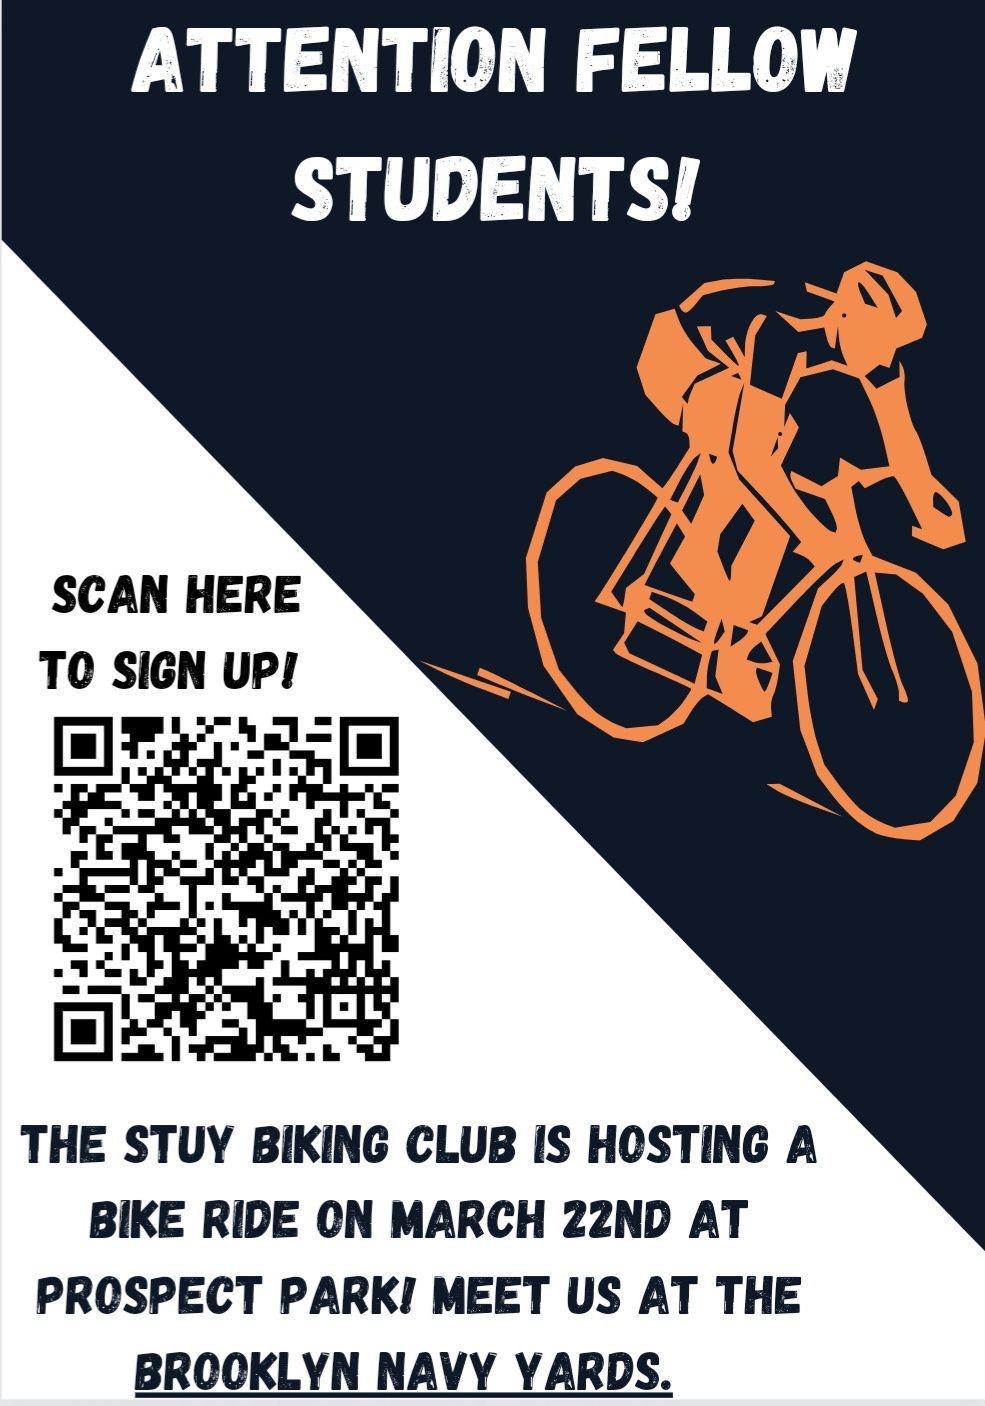 ATTENTION FELLOW
STUDENTS!
SCAN HERE
TO SIGN UP!
THE STUY BIKING CLUB IS HOSTING A
BIKE RIDE ON MARCH 22ND AT
PROSPECT PARK! MEET US AT THE
BROOKLYN NAVY YARDS.